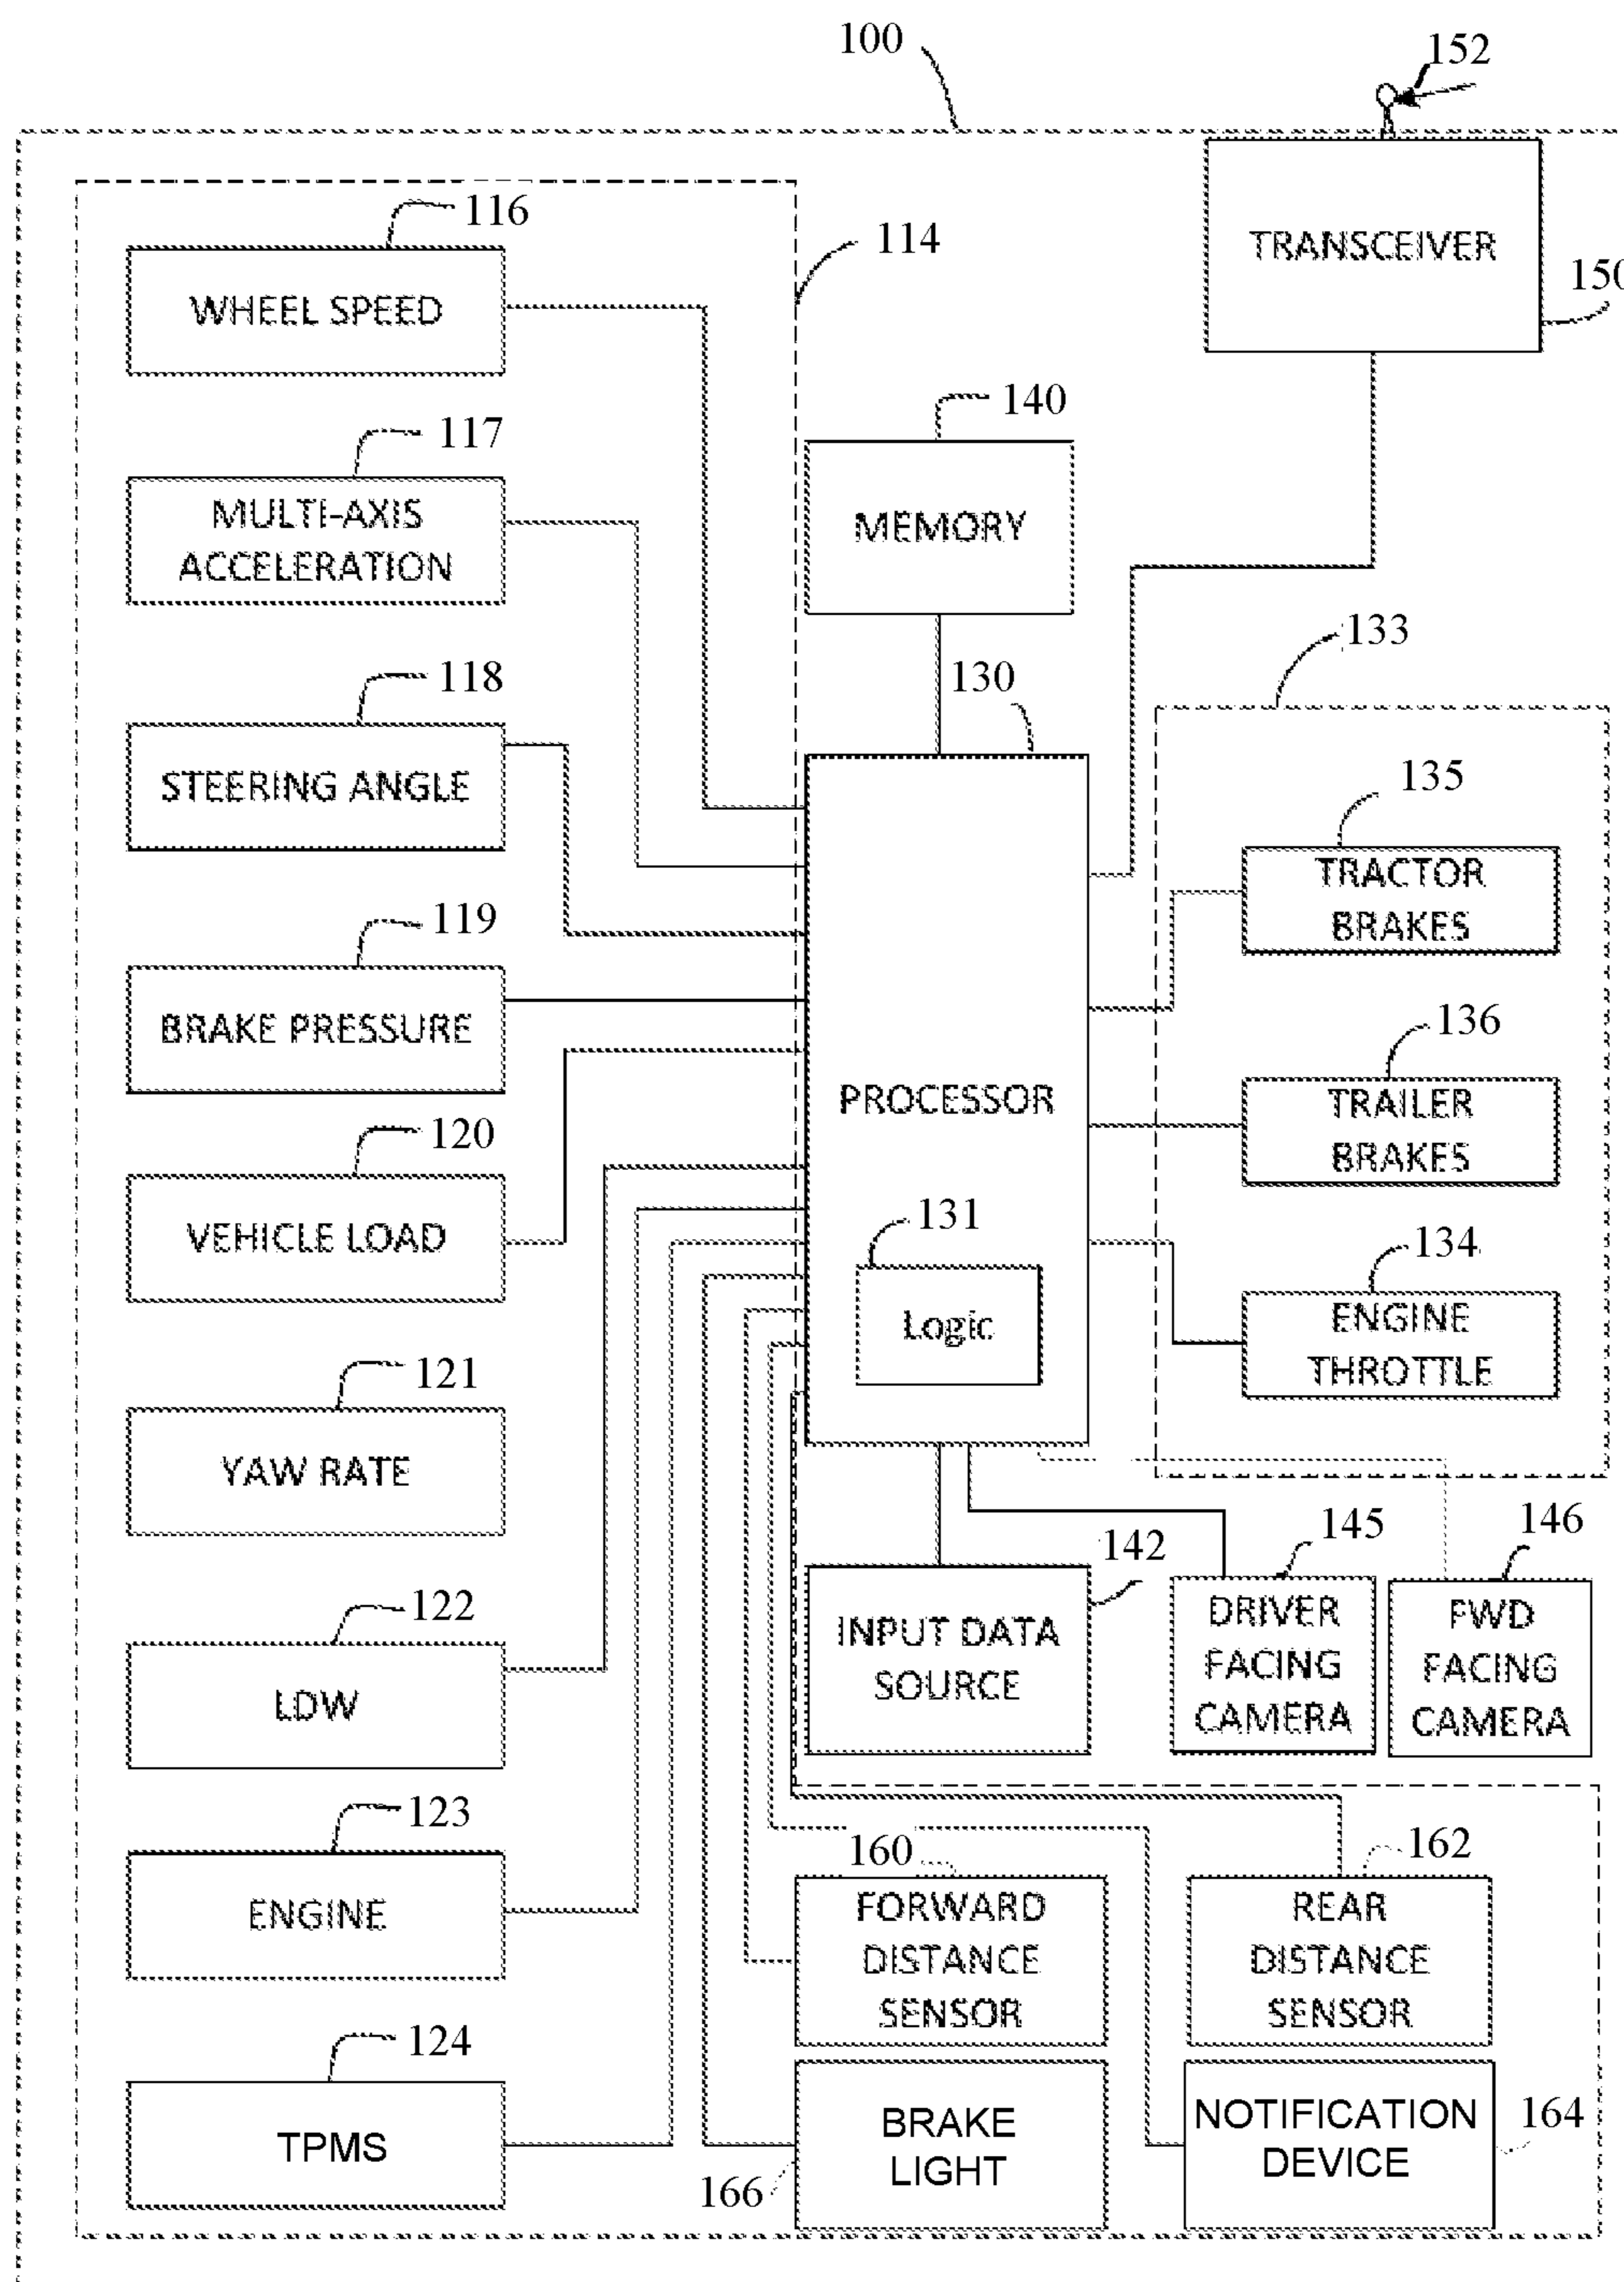 100
152
116
114
TRANSCEIVER
150
WHEEL SPEED
140
117
MULTI-AXIS
ACCELERATION
MEMORY
133
118
130
STEERING ANGLE
135
TRACTOR
BRAKES
119
BRAKE PRESSURE
136
PROCESSOR
TRAILER
BRAKES
120
VEHICLE LOAD
131
Logic
134
ENGINE
THROTTLE
121
YAW RATE
142
145
146
INPUT DATA
SOURCE
DRIVER
FACING
CAMERA
FWD
FACING
CAMERA
122
LDW
123
ENGINE
160
162
FORWARD
DISTANCE
SENSOR
REAR
DISTANCE
SENSOR
124
TPMS
BRAKE
LIGHT
166
NOTIFICATION
DEVICE
164